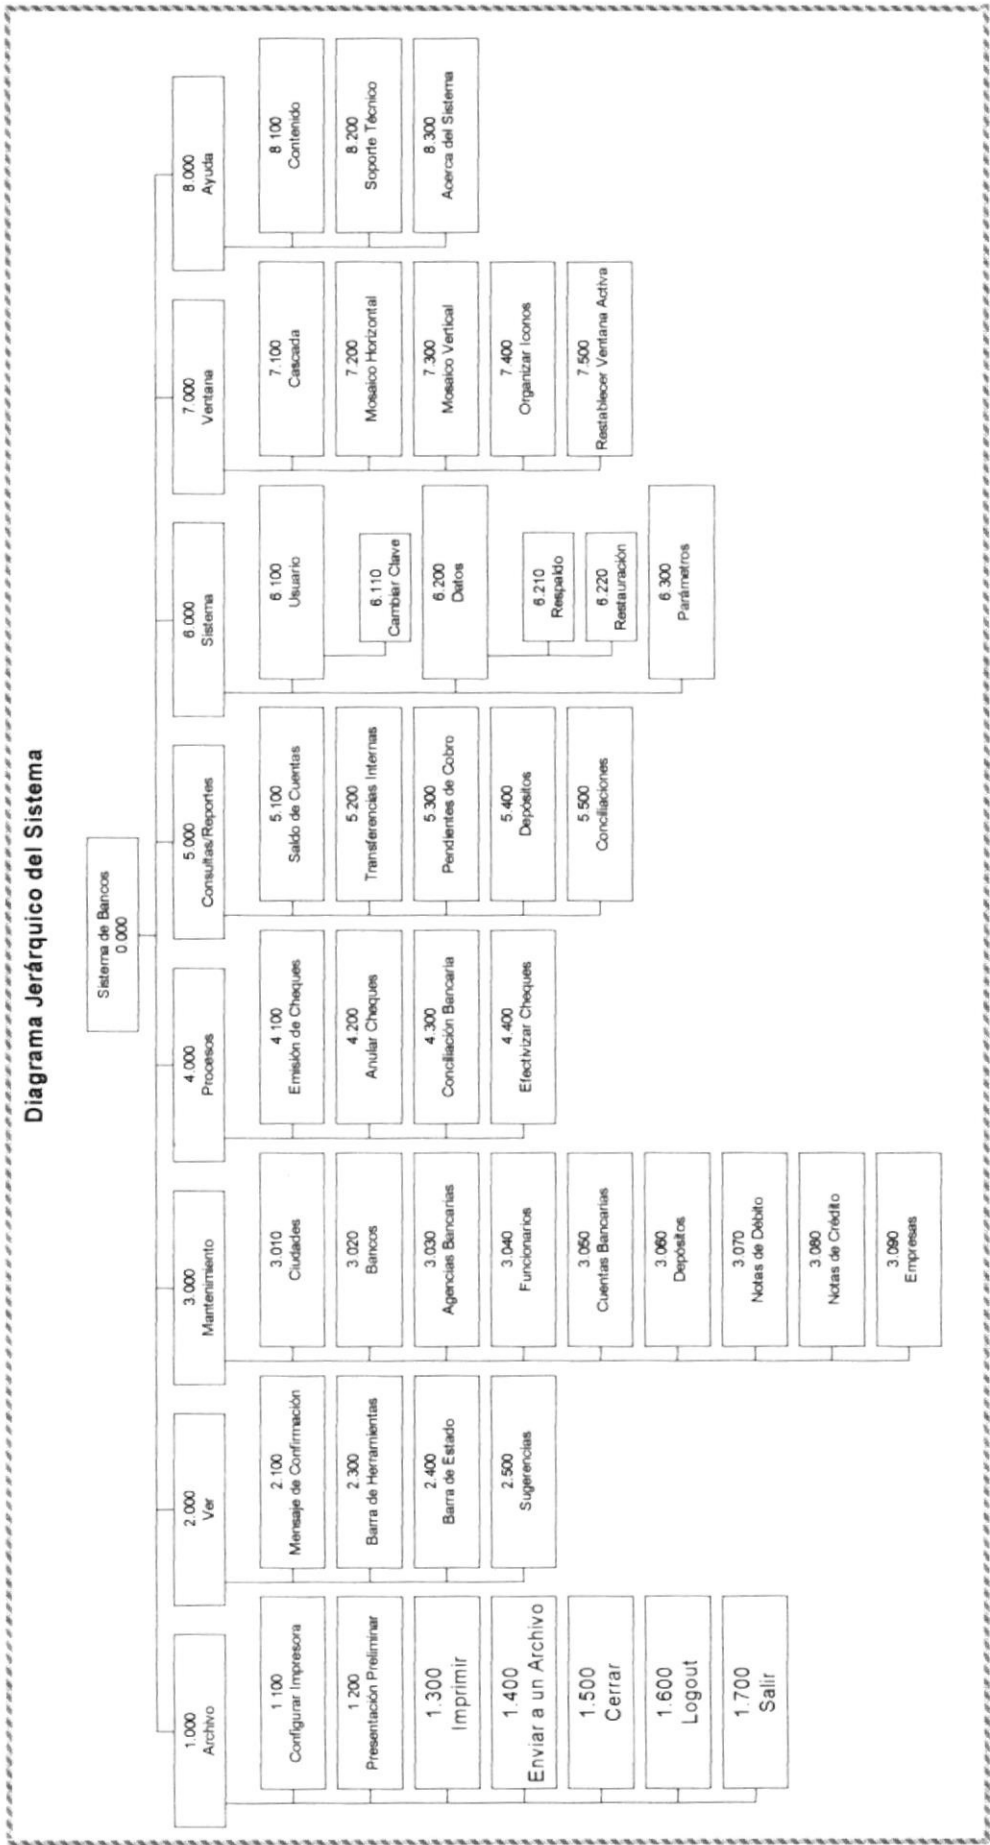 Diagrama Jerárquico del Sistema
Sistema de Bancos
0.000
1.000
Archivo
1 100
Configurar Impresora
1 200
Presentación Preliminar
1.300
Imprimir
1.400
Enviar a un Archivo
1.500
Cerrar
1.600
Logout
1.700
Salir
2.000
Ver
2.100
Mensaje de Confirmación
2.300
Barra de Herramientas
2.400
Barra de Estado
2.500
Sugerencias
3.000
Mantenimiento
3.010
Ciudades
3.020
Bancos
3.030
Agencias Bancarias
3.040
Funcionarios
3.050
Cuentas Bancarias
3.060
Depósitos
3.070
Notas de Débito
3.080
Notas de Crédito
3.090
Empresas
4.000
Procesos
4.100
Emisión de Cheques
4.200
Anular Cheques
4.300
Conciliación Bancaria
4.400
Efectivizar Cheques
5.000
Consultas/Reportes
5.100
Saldo de Cuentas
5.200
Transferencias Internas
5.300
Pendientes de Cobro
5.400
Depósitos
5.500
Conciliaciones
6.000
Sistema
6.100
Usuario
6.110
Cambiar Clave
6.200
Datos
6.210
Respaldo
6.220
Restauración
6.300
Parámetros
7.000
Ventana
7.100
Cascada
7.200
Mosaico Horizontal
7.300
Mosaico Vertical
7.400
Organizar Iconos
7.500
Restablecer Ventana Activa
8.000
Ayuda
8.100
Contenido
8.200
Soporte Técnico
8.300
Acerca del Sistema